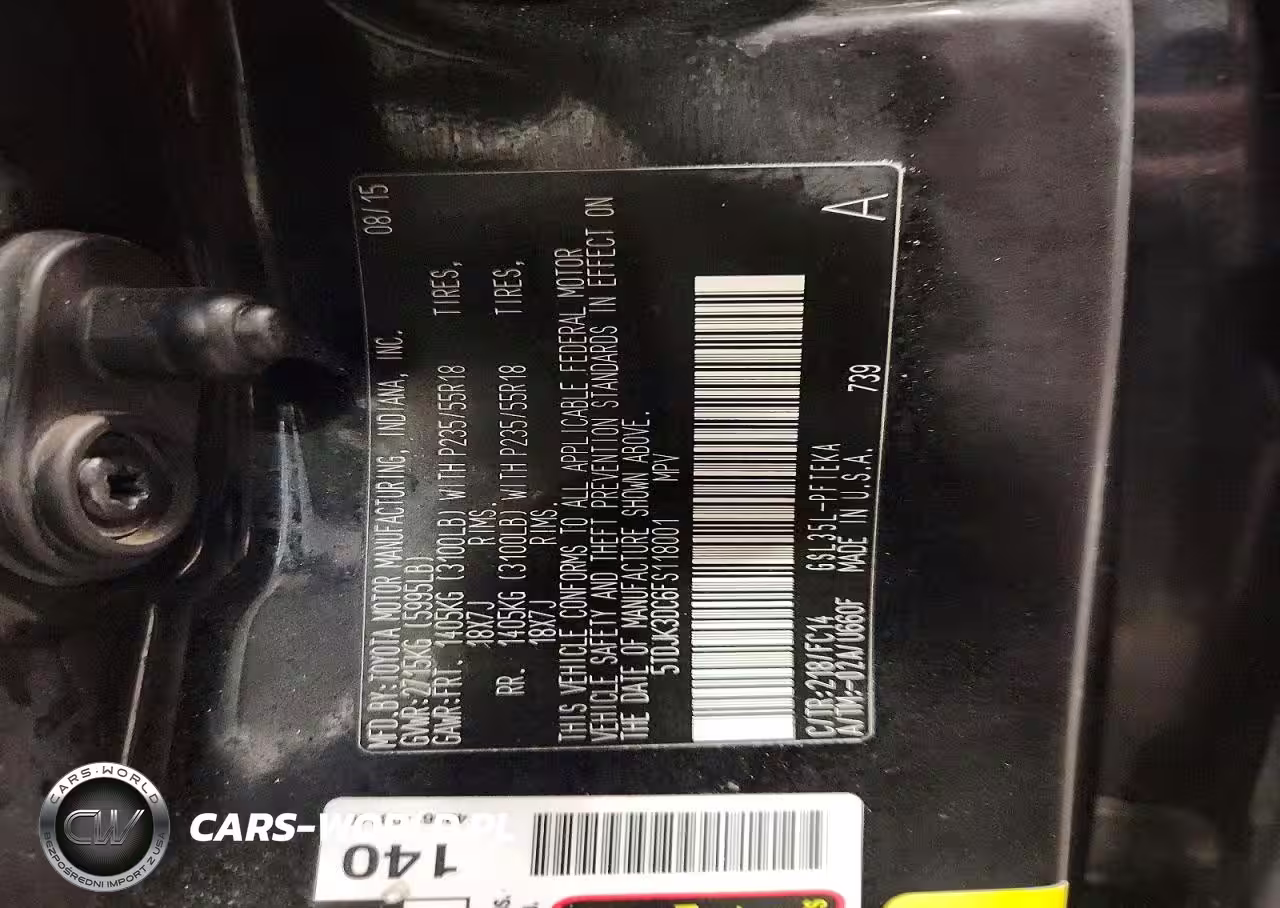 MFD.BY:TOYOTA MOTOR MANUFACTURING, INDIANA, INC. 08/15
GVWR:2715KG (5995LB)
GAWR:FRT. 1405KG (3100LB) WITH P235/55R18 TIRES,
18X7J RIMS.
RR. 1405KG (3100LB) WITH P235/55R18 TIRES,
18X7J RIMS.
THIS VEHICLE CONFORMS TO ALL APPLICABLE FEDERAL MOTOR
VEHICLE SAFETY AND THEFT PREVENTION STANDARDS IN EFFECT ON
THE DATE OF MANUFACTURE SHOWN ABOVE.
5TDJK3DC6FS118001 MPV
C/TR:218/FC14 GSL35L-PFTEKA
A/TM:-02A/U660F MADE IN U.S.A. 739 A
140
CARS-WORLD
CW
BEZPOŚREDNI IMPORT Z USA
CARS-WORLD.PL